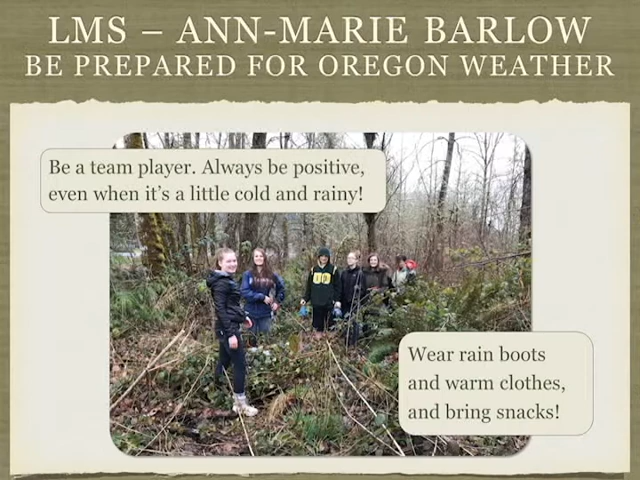 LMS – ANN-MARIE BARLOW
BE PREPARED FOR OREGON WEATHER
Be a team player. Always be positive,
even when it's a little cold and rainy!
Wear rain boots
and warm clothes,
and bring snacks!